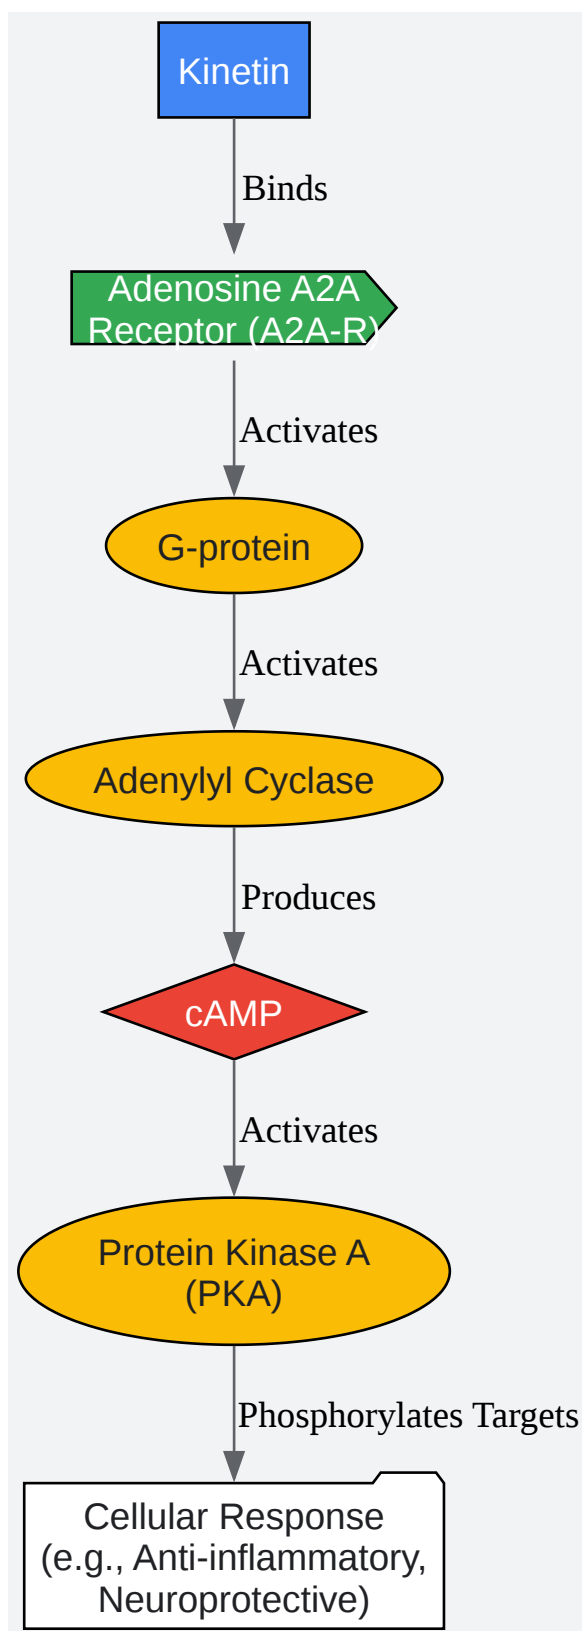 Kinetin
Binds
Adenosine A2A
Receptor (A2A-R)
Activates
G-protein
Activates
Adenylyl Cyclase
Produces
cAMP
Activates
Protein Kinase A
(PKA)
Phosphorylates Targets
Cellular Response
(e.g., Anti-inflammatory,
Neuroprotective)